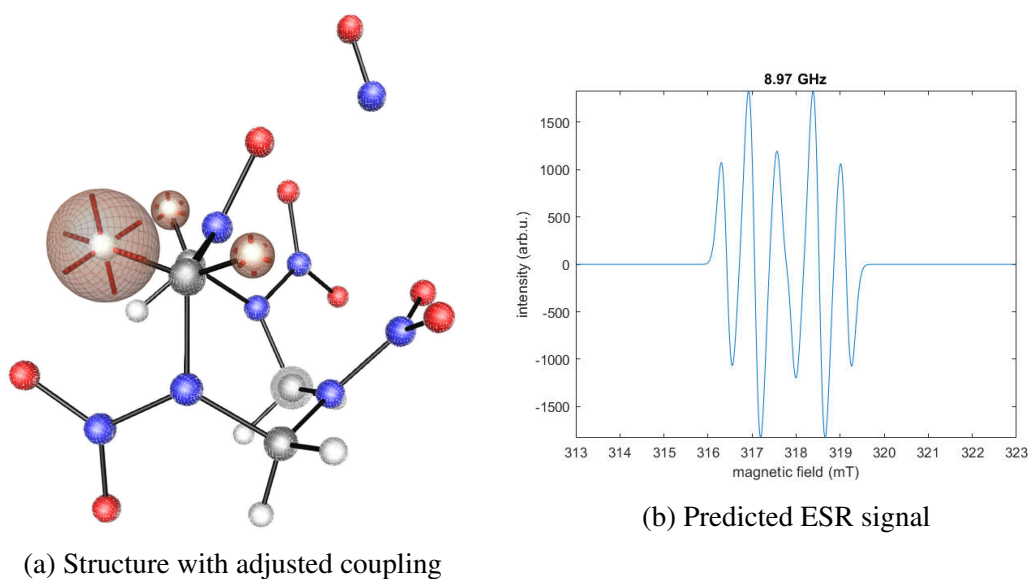 8.97 GHz
intensity (arb.u.)
1500
1000
500
0
-500
-1000
-1500
313 314 315 316 317 318 319 320 321 322 323
magnetic field (mT)
(b) Predicted ESR signal
(a) Structure with adjusted coupling